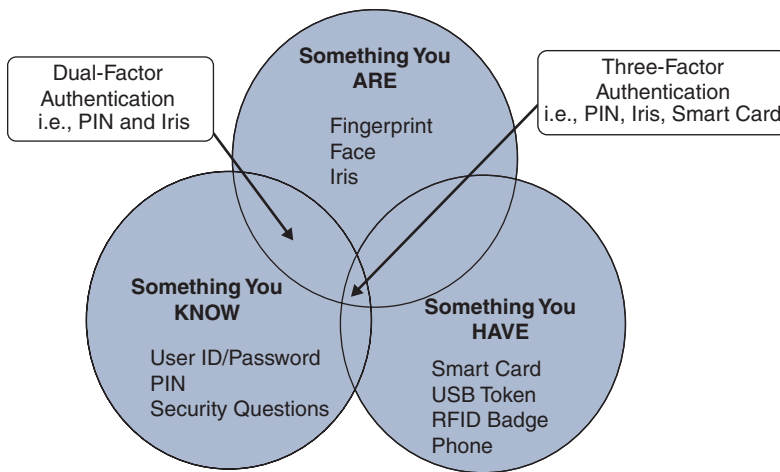 Something You
ARE
Fingerprint
Face
Iris
Dual-Factor
Authentication
i.e., PIN and Iris
Three-Factor
Authentication
i.e., PIN, Iris, Smart Card
Something You
KNOW
User ID/Password
PIN
Security Questions
Something You
HAVE
Smart Card
USB Token
RFID Badge
Phone